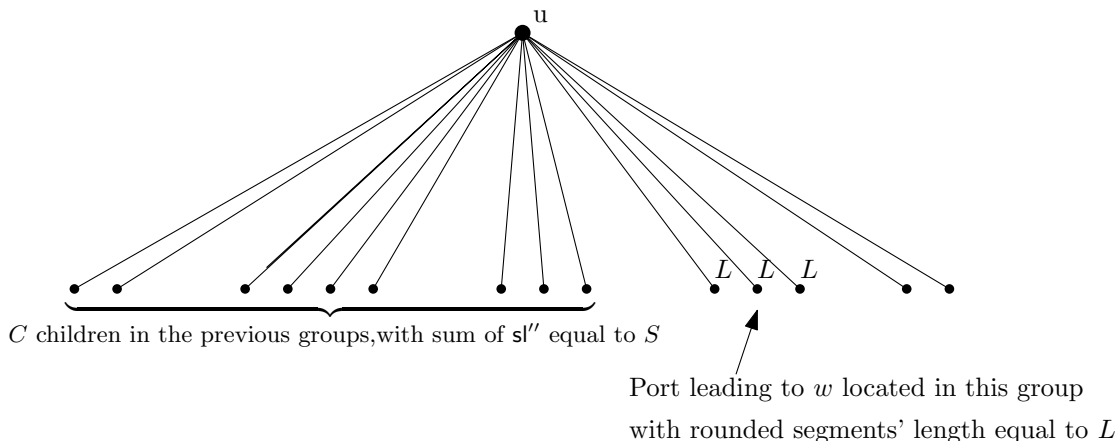 u
L L L
C children in the previous groups,with sum of sl″ equal to S
Port leading to w located in this group
with rounded segments' length equal to L